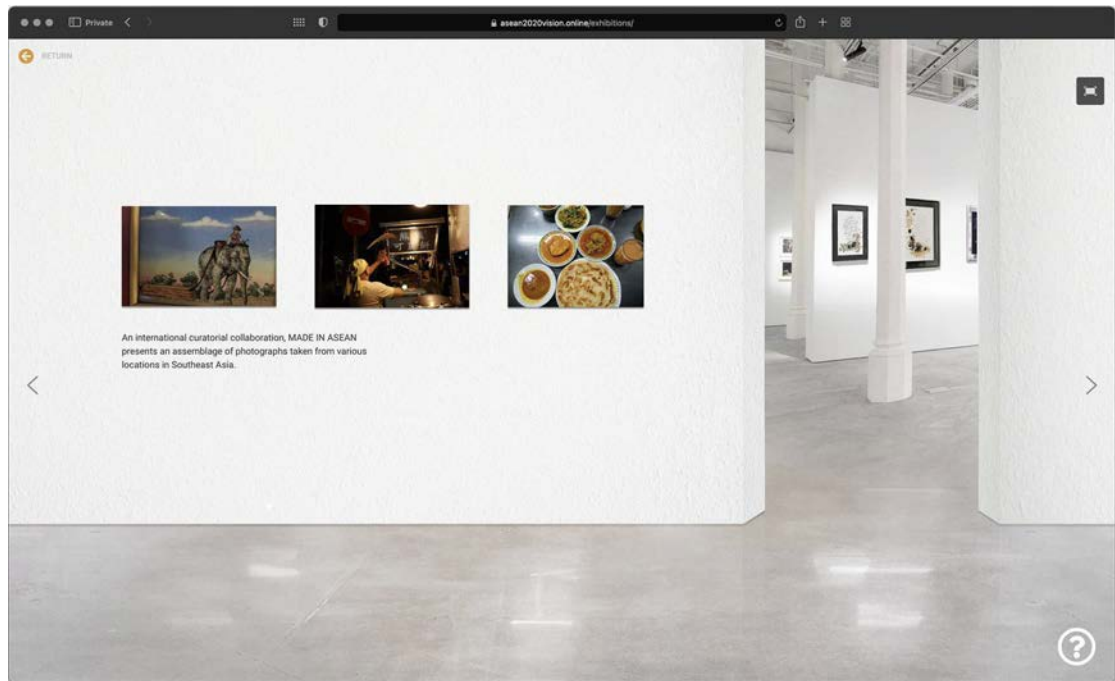 Private
asean2020vision.online/exhibitions/
RETURN
An international curatorial collaboration, MADE IN ASEAN
presents an assemblage of photographs taken from various
locations in Southeast Asia.
?